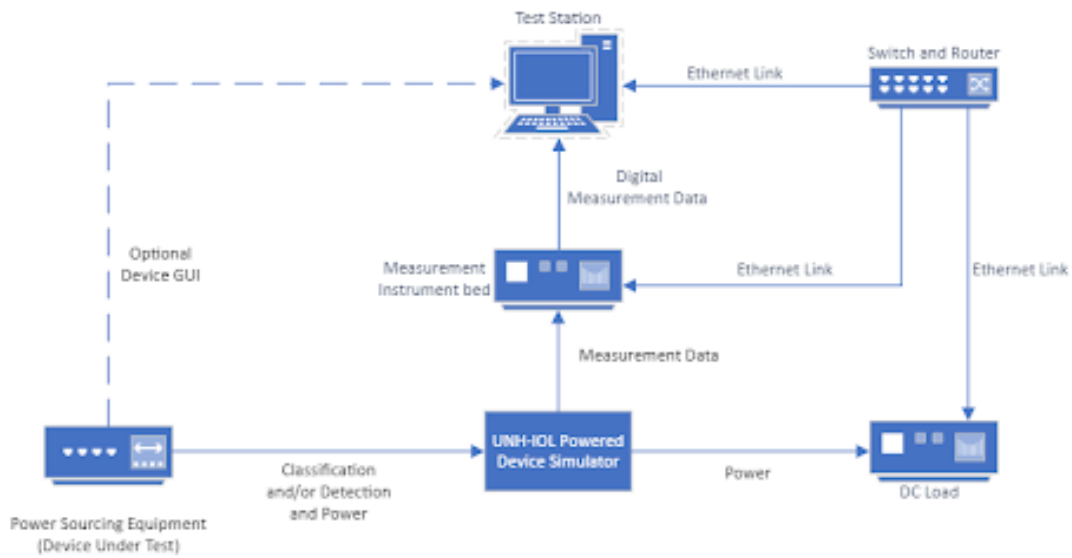 Test Station
Switch and Router
Ethernet Link
Digital
Measurement Data
Optional
Device GUI
Measurement
Instrument bed
Ethernet Link
Ethernet Link
Measurement Data
UNH-IOL Powered
Device Simulator
Classification
and/or Detection
and Power
Power
DC Load
Power Sourcing Equipment
(Device Under Test)